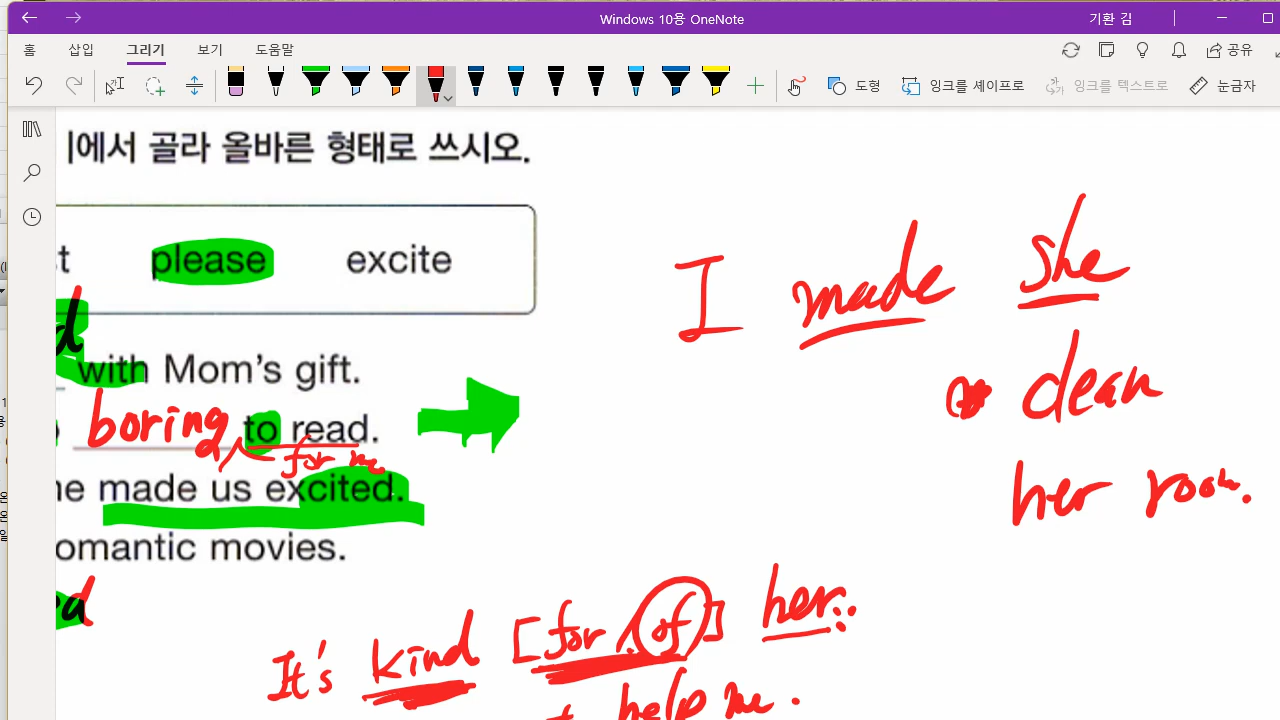 Windows 10용 OneNote
기환 김
홈 삽입 그리기 보기 도움말
공유
도형 잉크를 셰이프로 잉크를 텍스트로 눈금자
에서 골라 올바른 형태로 쓰시오.
please excite
I made she
with Mom's gift.
clean
boring to read.
for me
made us excited.
her room.
omantic movies.
It's kind [for, of] her..
help me.